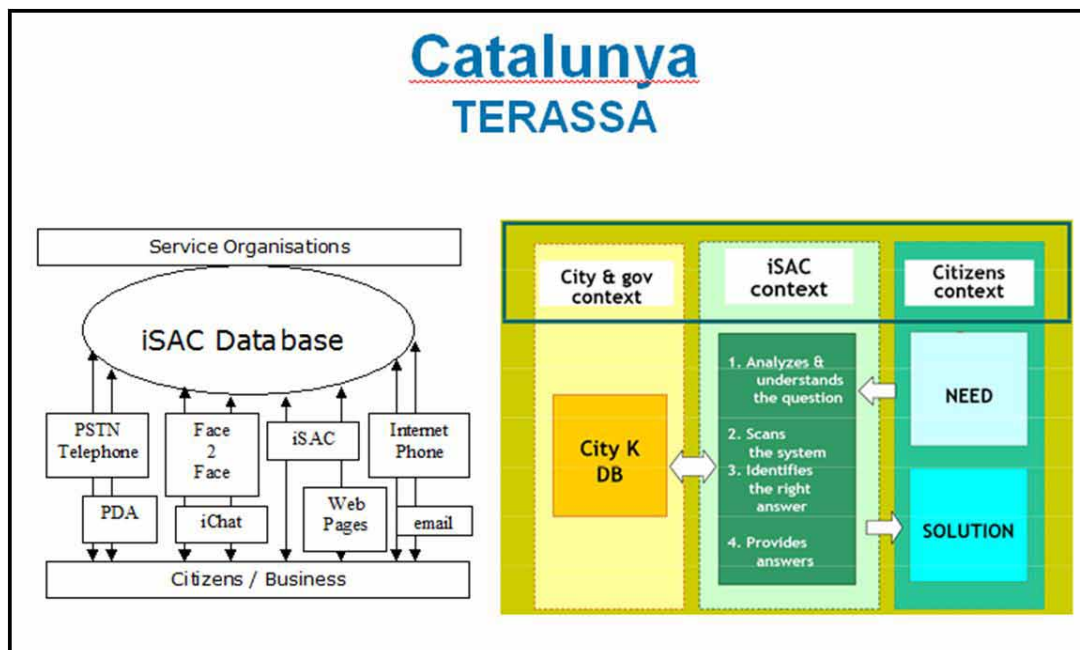 Catalunya
TERASSA
Service Organisations
iSAC Database
PSTN
Telephone
PDA
Face
2
Face
iChat
iSAC
Web
Pages
Internet
Phone
email
Citizens / Business
City & gov
context
iSAC
context
Citizens
context
City K
DB
1. Analyzes &
understands
the question
2. Scans
the system
3. Identifies
the right
answer
4. Provides
answers
NEED
SOLUTION